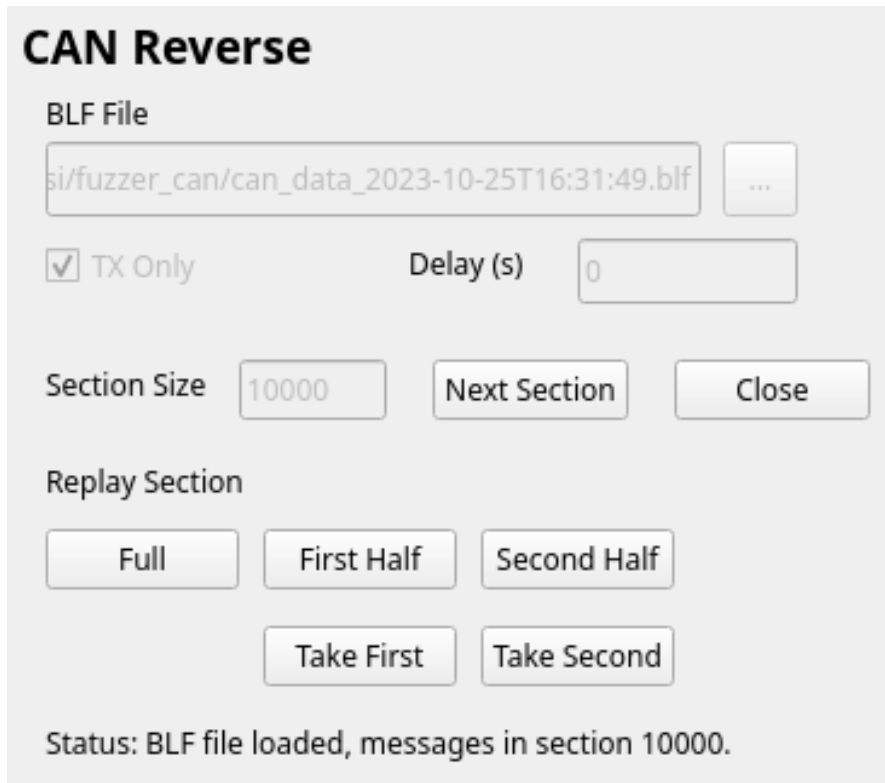 CAN Reverse
BLF File
si/fuzzer_can/can_data_2023-10-25T16:31:49.blf ...
TX Only Delay (s) 0
Section Size 10000 Next Section Close
Replay Section
Full First Half Second Half
Take First Take Second
Status: BLF file loaded, messages in section 10000.